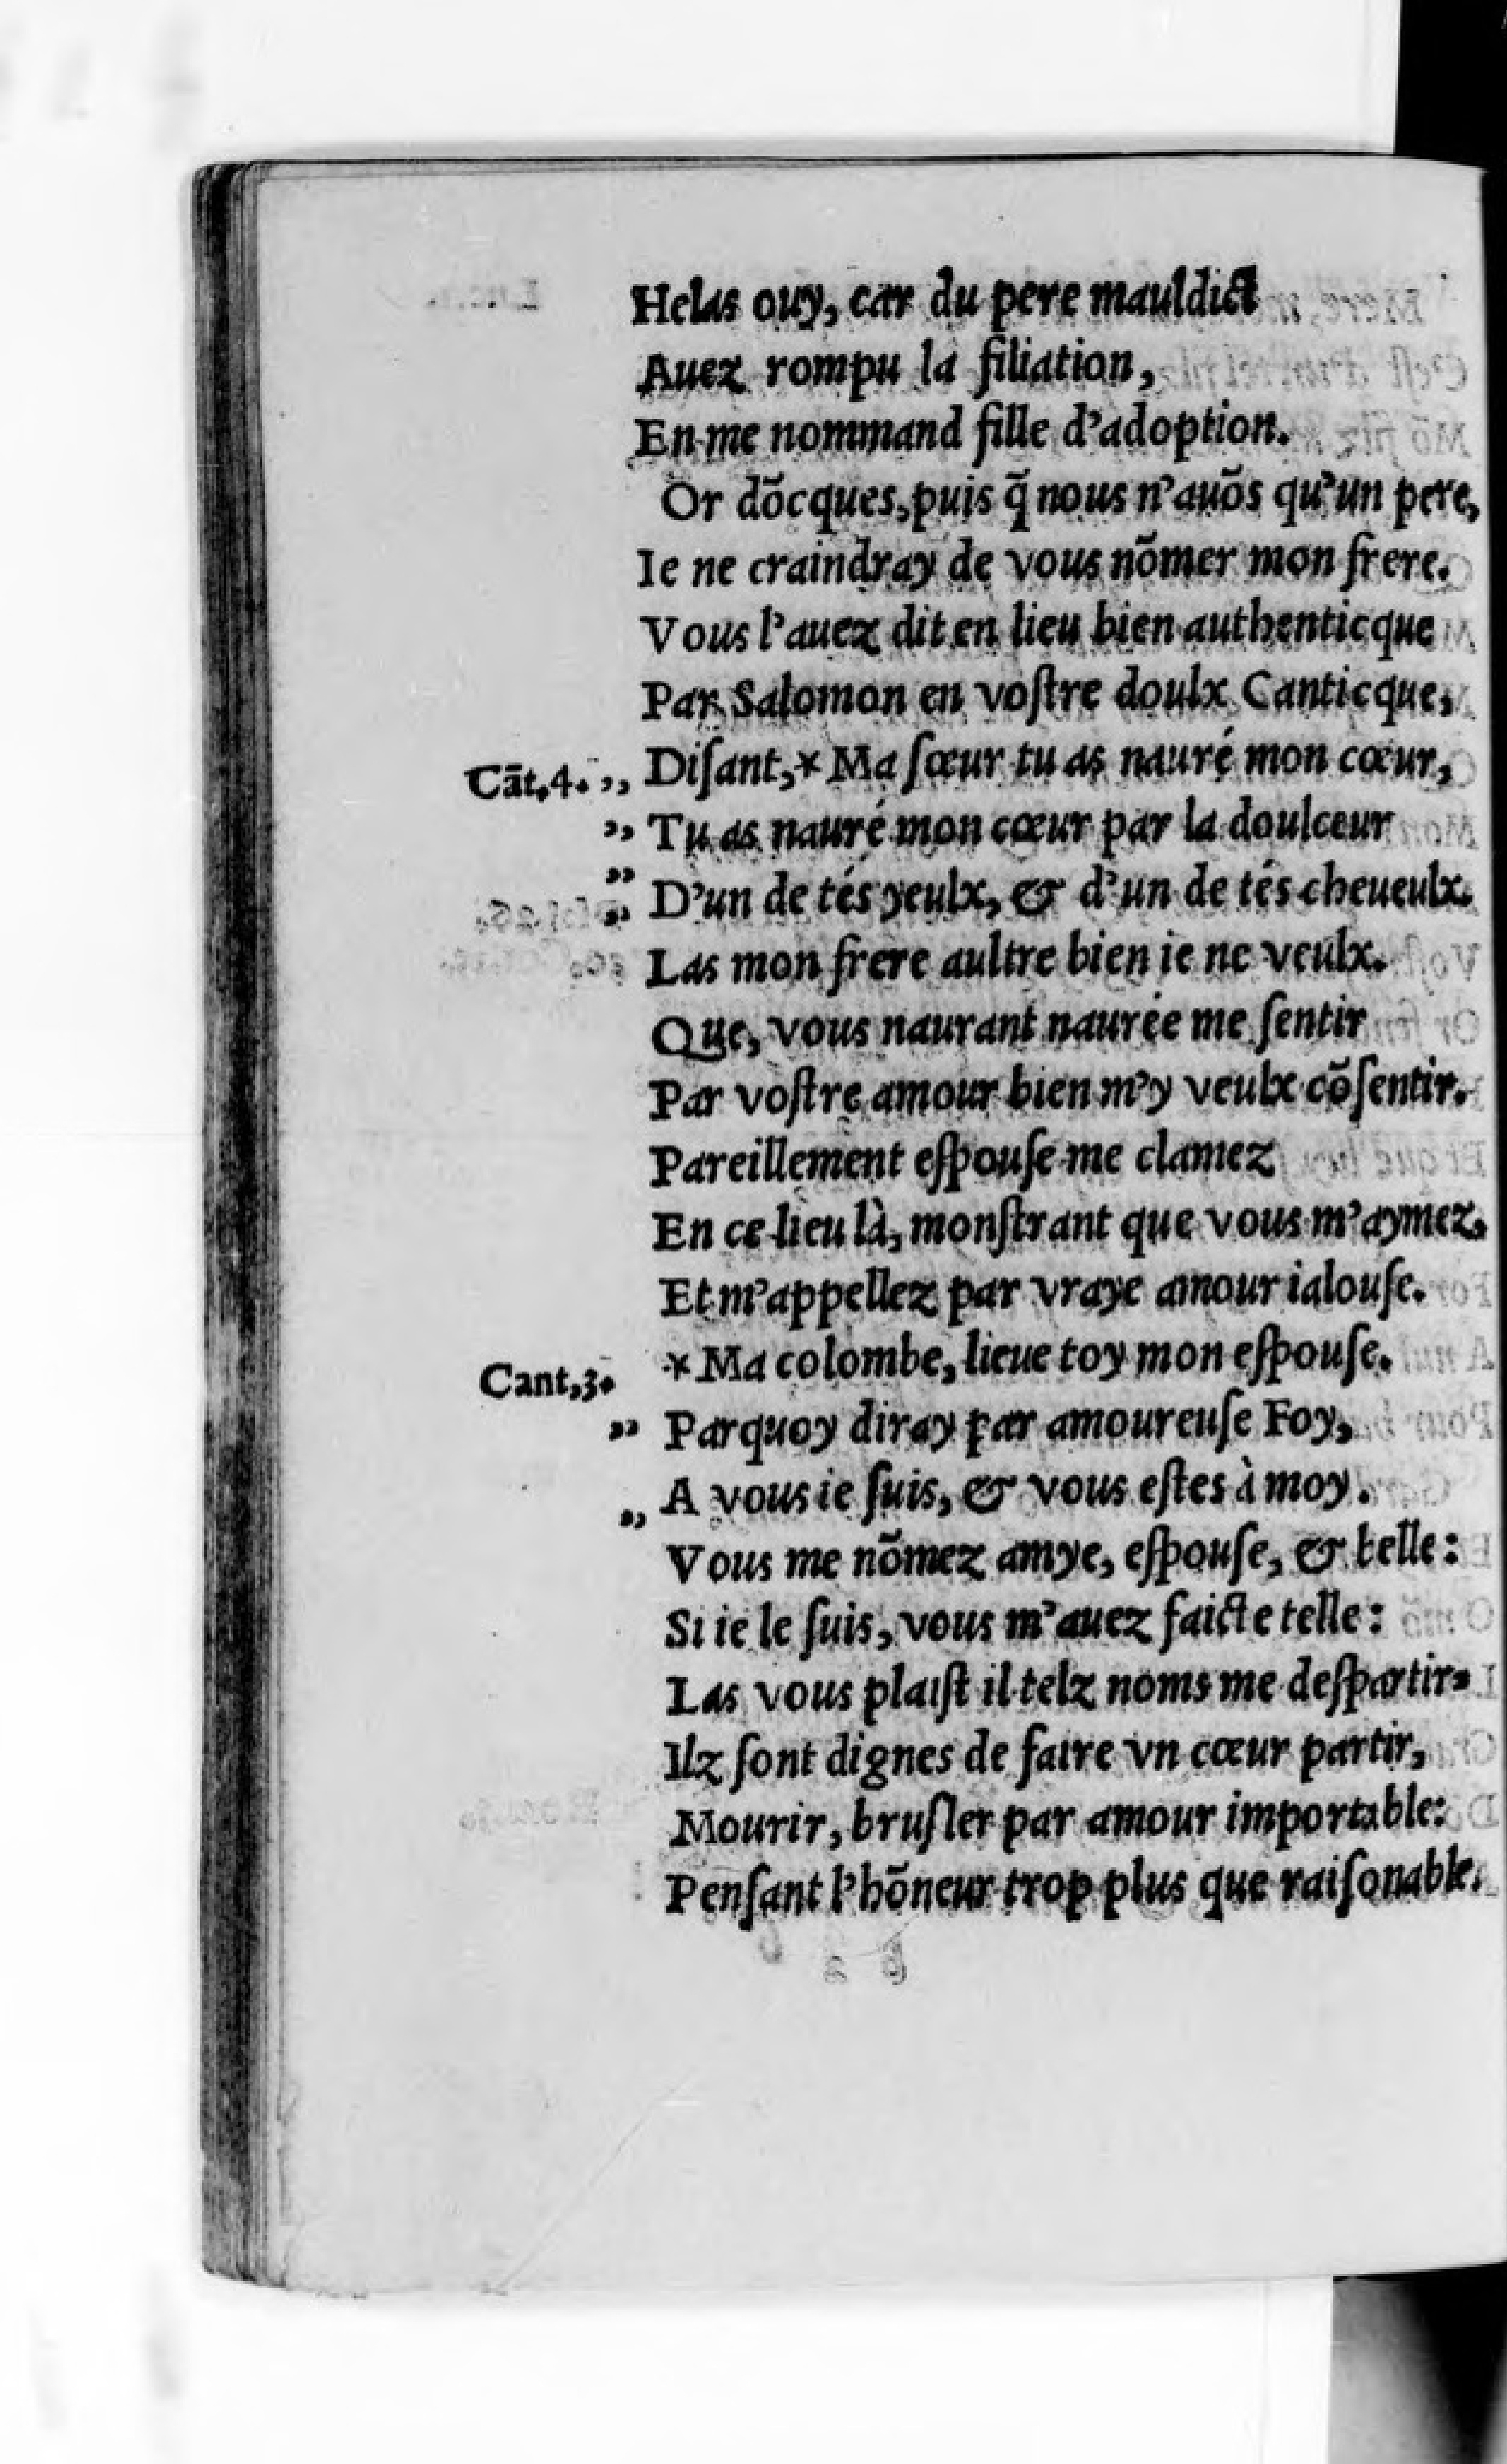 Helas ouy, car du pere mauldict
Auez rompu la filiation,
En me nommand fille d'adoption.
Or dõcques, puis q̃ nous n'auõs qu'un pere,
Ie ne craindray de vous nõmer mon frere.
Vous l'auez dit en lieu bien authenticque
Par Salomon en voſtre doulx Canticque,
Cãt,4. ,, Diſant,* Ma ſœur tu as nauré mon cœur,
,, Tu as nauré mon cœur par la doulceur
,, ,, D'un de tés yeulx, & d'un de tés cheueulx.
Las mon frere aultre bien ie ne veulx.
Que, vous naurant naurée me ſentir
Par voſtre amour bien m'y veulx cõſentir.
Pareillement eſpouſe me clamez
En ce lieu là, monſtrant que vous m'aymez.
Et m'appellez par vraye amour ialouſe.
Cant,3. * Ma colombe, lieue toy mon eſpouſe.
,, Parquoy diray par amoureuſe Foy,
,, A vous ie ſuis, & vous eſtes à moy.
Vous me nõmez amye, eſpouſe, & belle:
Si ie le ſuis, vous m'auez faicte telle:
Las vous plaiſt il telz noms me deſpartir,
Ilz ſont dignes de faire vn cœur partir,
Mourir, bruſler par amour importable:
Penſant l'hõneur trop plus que raiſonable.